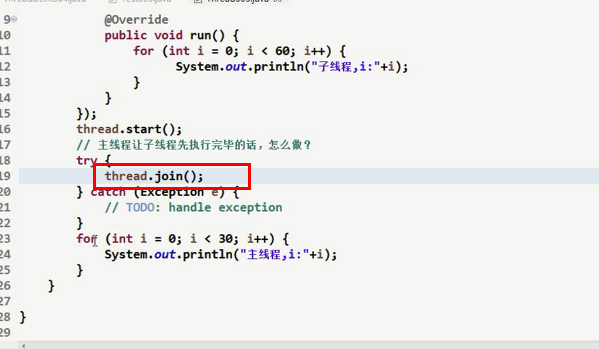 9 @Override
10 public void run() {
11 for (int i = 0; i < 60; i++) {
12 System.out.println("子线程,i:"+i);
13 }
14 }
15 });
16 thread.start();
17 // 主线程让子线程先执行完毕的话，怎么做？
18 try {
19 thread.join();
20 } catch (Exception e) {
21 // TODO: handle exception
22 }
23 for (int i = 0; i < 30; i++) {
24 System.out.println("主线程,i:"+i);
25 }
26 }
27
28 }
29